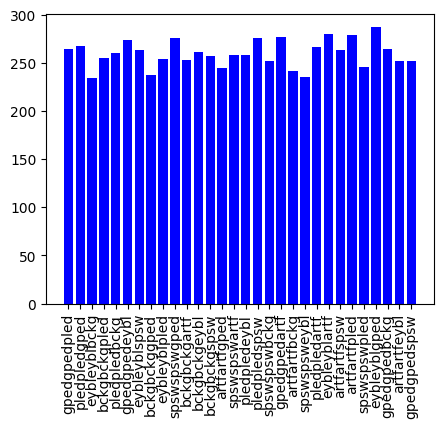 300
250
200
150
100
50
0
gpedgpedpled
pledpledgped
eybleyblbckg
bckgbckgpled
pledpledbckg
gpedgpedeybl
eybleyblspsw
bckgbckggped
eybleyblpled
spswspswgped
bckgbckgartf
bckgbckgeybl
bckgbckgspsw
artfartfgped
spswspswartf
pledpledeybl
pledpledspsw
spswspswbckg
gpedgpedartf
artfartfbckg
spswspsweybl
pledpledartf
eybleyblartf
artfartfspsw
artfartfpled
spswspswpled
eybleyblgped
gpedgpedbckg
artfartfeybl
gpedgpedspsw